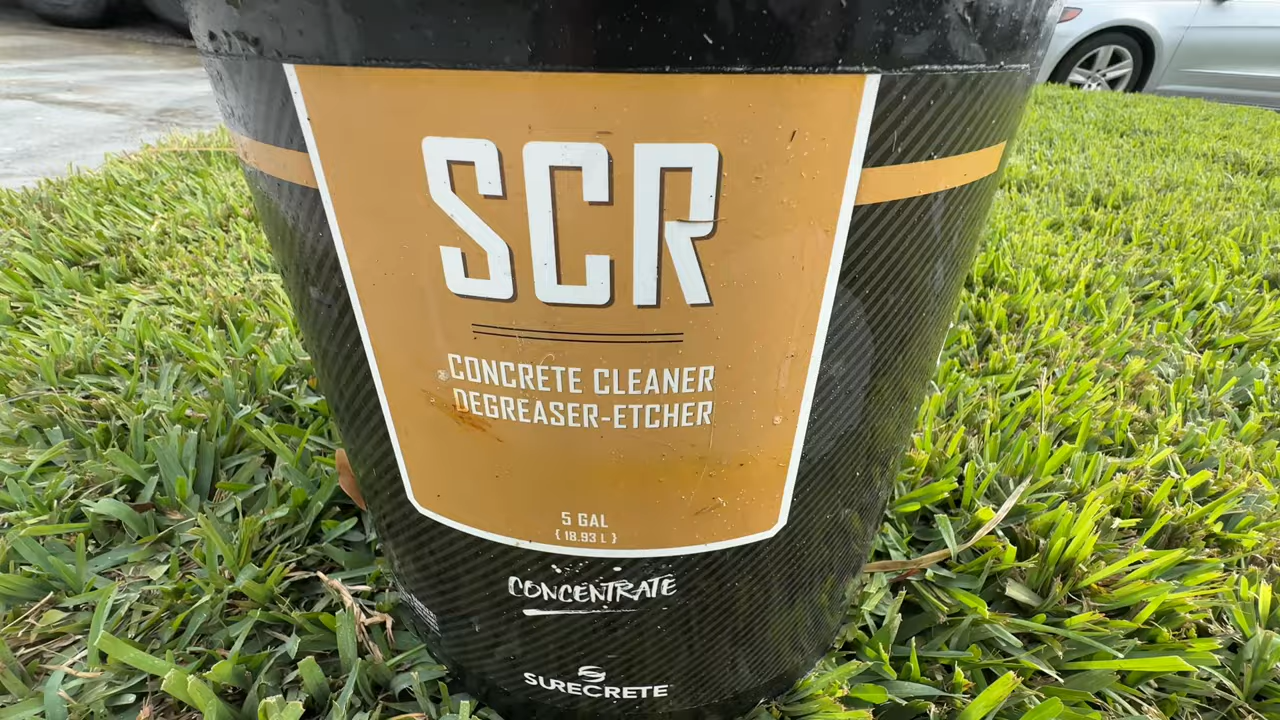 SCR
CONCRETE CLEANER
DEGREASER-ETCHER
5 GAL
{ 18.93 L }
CONCENTRATE
SURECRETE